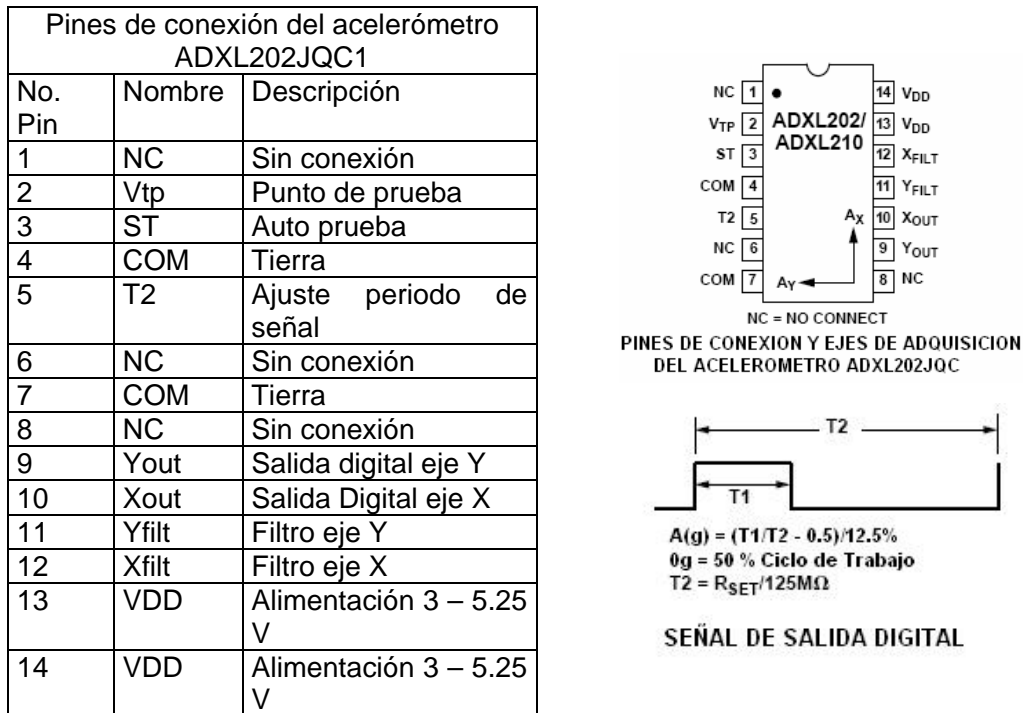 Pines de conexión del acelerómetro
ADXL202JQC1
No. Nombre Descripción
Pin
1 NC Sin conexión
2 Vtp Punto de prueba
3 ST Auto prueba
4 COM Tierra
5 T2 Ajuste periodo de
señal
6 NC Sin conexión
7 COM Tierra
8 NC Sin conexión
9 Yout Salida digital eje Y
10 Xout Salida Digital eje X
11 Yfilt Filtro eje Y
12 Xfilt Filtro eje X
13 VDD Alimentación 3 – 5.25
V
14 VDD Alimentación 3 – 5.25
V
NC 1 14 VDD
VTP 2 ADXL202/ 13 VDD
ST 3 ADXL210 12 XFILT
COM 4 11 YFILT
T2 5 AX 10 XOUT
NC 6 9 YOUT
COM 7 AY 8 NC
NC = NO CONNECT
PINES DE CONEXION Y EJES DE ADQUISICION
DEL ACELEROMETRO ADXL202JQC
T2
T1
A(g) = (T1/T2 - 0.5)/12.5%
0g = 50 % Ciclo de Trabajo
T2 = RSET/125MΩ
SEÑAL DE SALIDA DIGITAL